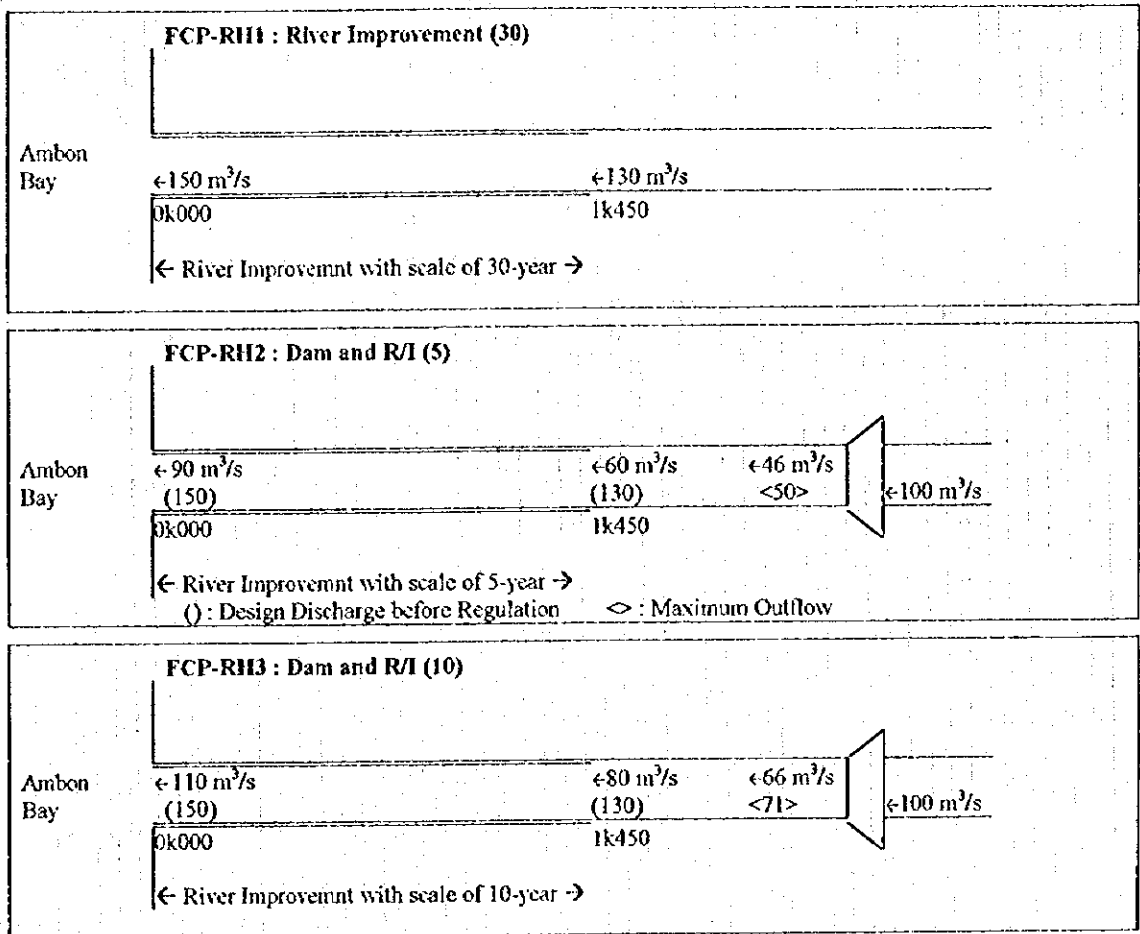 FCP-RH1 : River Improvement (30)
Ambon
Bay
←150 m³/s
←130 m³/s
0k000
1k450
← River Improvemnt with scale of 30-year →
FCP-RH2 : Dam and R/I (5)
Ambon
Bay
←90 m³/s
←60 m³/s
←46 m³/s
(150)
(130)
<50>
←100 m³/s
0k000
1k450
← River Improvemnt with scale of 5-year →
() : Design Discharge before Regulation <> : Maximum Outflow
FCP-RH3 : Dam and R/I (10)
Ambon
Bay
←110 m³/s
←80 m³/s
←66 m³/s
(150)
(130)
<71>
←100 m³/s
0k000
1k450
← River Improvemnt with scale of 10-year →